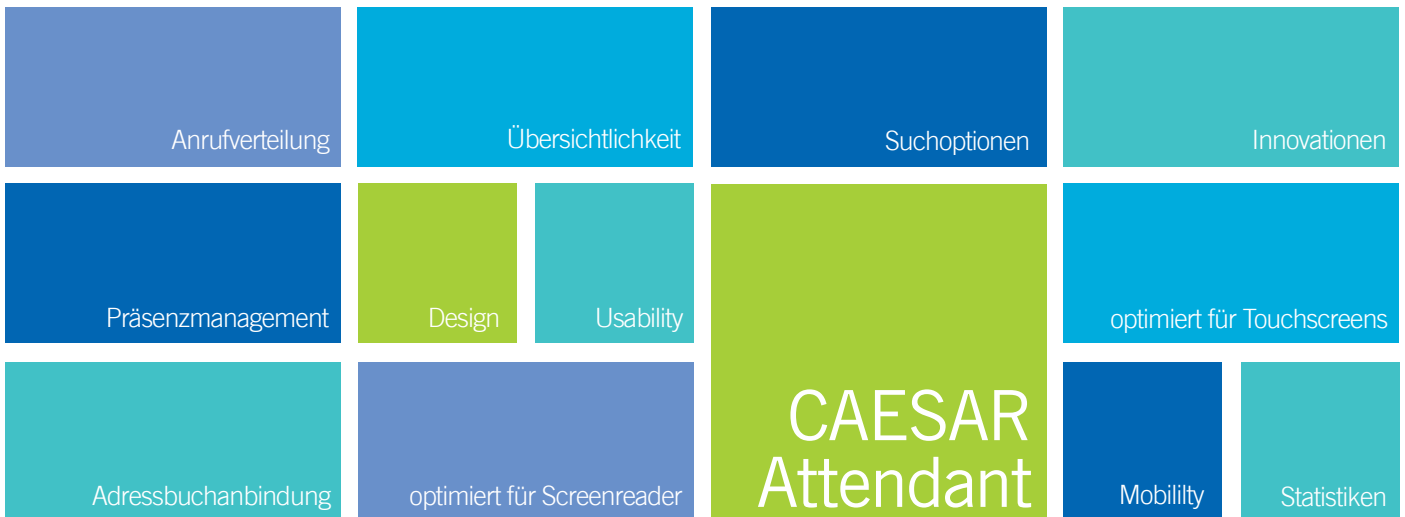 Anrufverteilung
Übersichtlichkeit
Suchoptionen
Innovationen
Präsenzmanagement
Design
Usability
optimiert für Touchscreens
Adressbuchanbindung
optimiert für Screenreader
CAESAR
Attendant
Mobililty
Statistiken